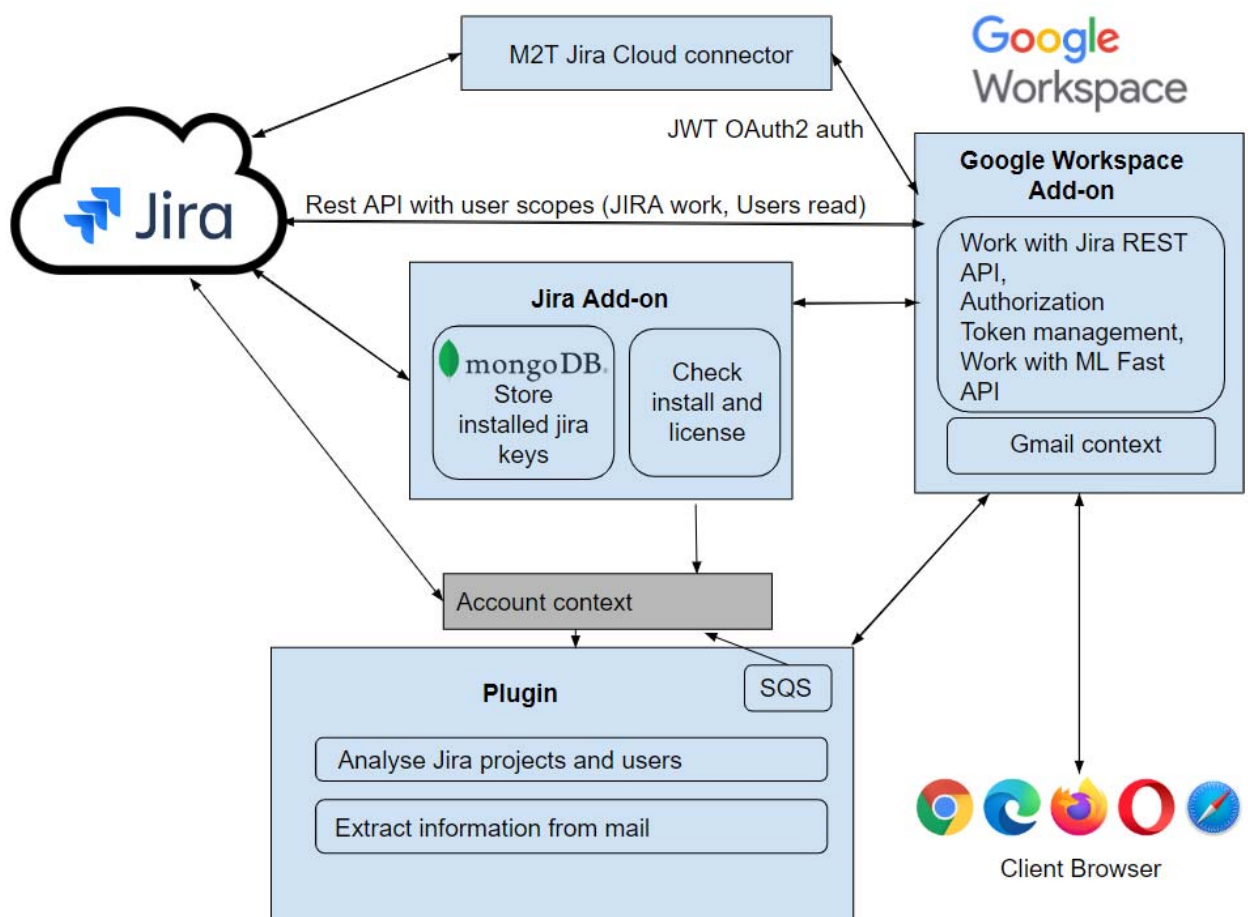 M2T Jira Cloud connector
Google
Workspace
JWT OAuth2 auth
Jira
Rest API with user scopes (JIRA work, Users read)
Google Workspace
Add-on
Work with Jira REST
API,
Authorization
Token management,
Work with ML Fast
API
Gmail context
Jira Add-on
mongoDB.
Store
installed jira
keys
Check
install and
license
Account context
Plugin
SQS
Analyse Jira projects and users
Extract information from mail
Client Browser